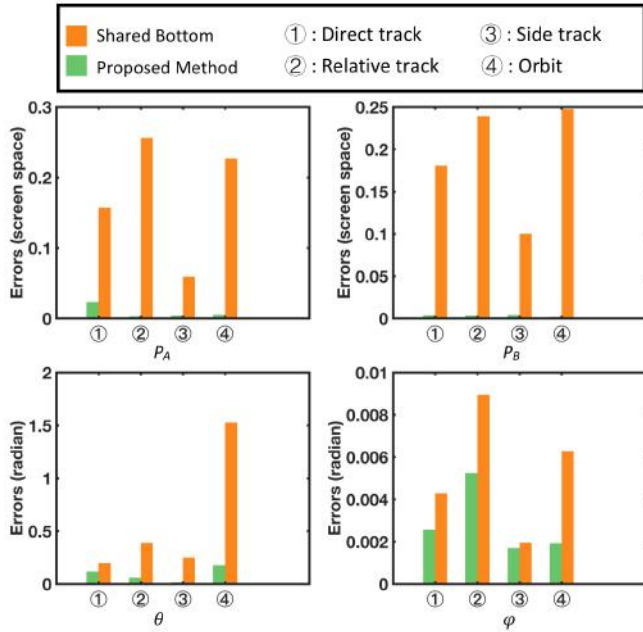 Shared Bottom ① : Direct track ③ : Side track
Proposed Method ② : Relative track ④ : Orbit
0.3
0.2
0.1
0
Errors (screen space)
① ② ③ ④
P_A
0.25
0.2
0.15
0.1
0.05
0
Errors (screen space)
① ② ③ ④
P_B
2
1.5
1
0.5
0
Errors (radian)
① ② ③ ④
θ
0.01
0.008
0.006
0.004
0.002
0
Errors (radian)
① ② ③ ④
φ